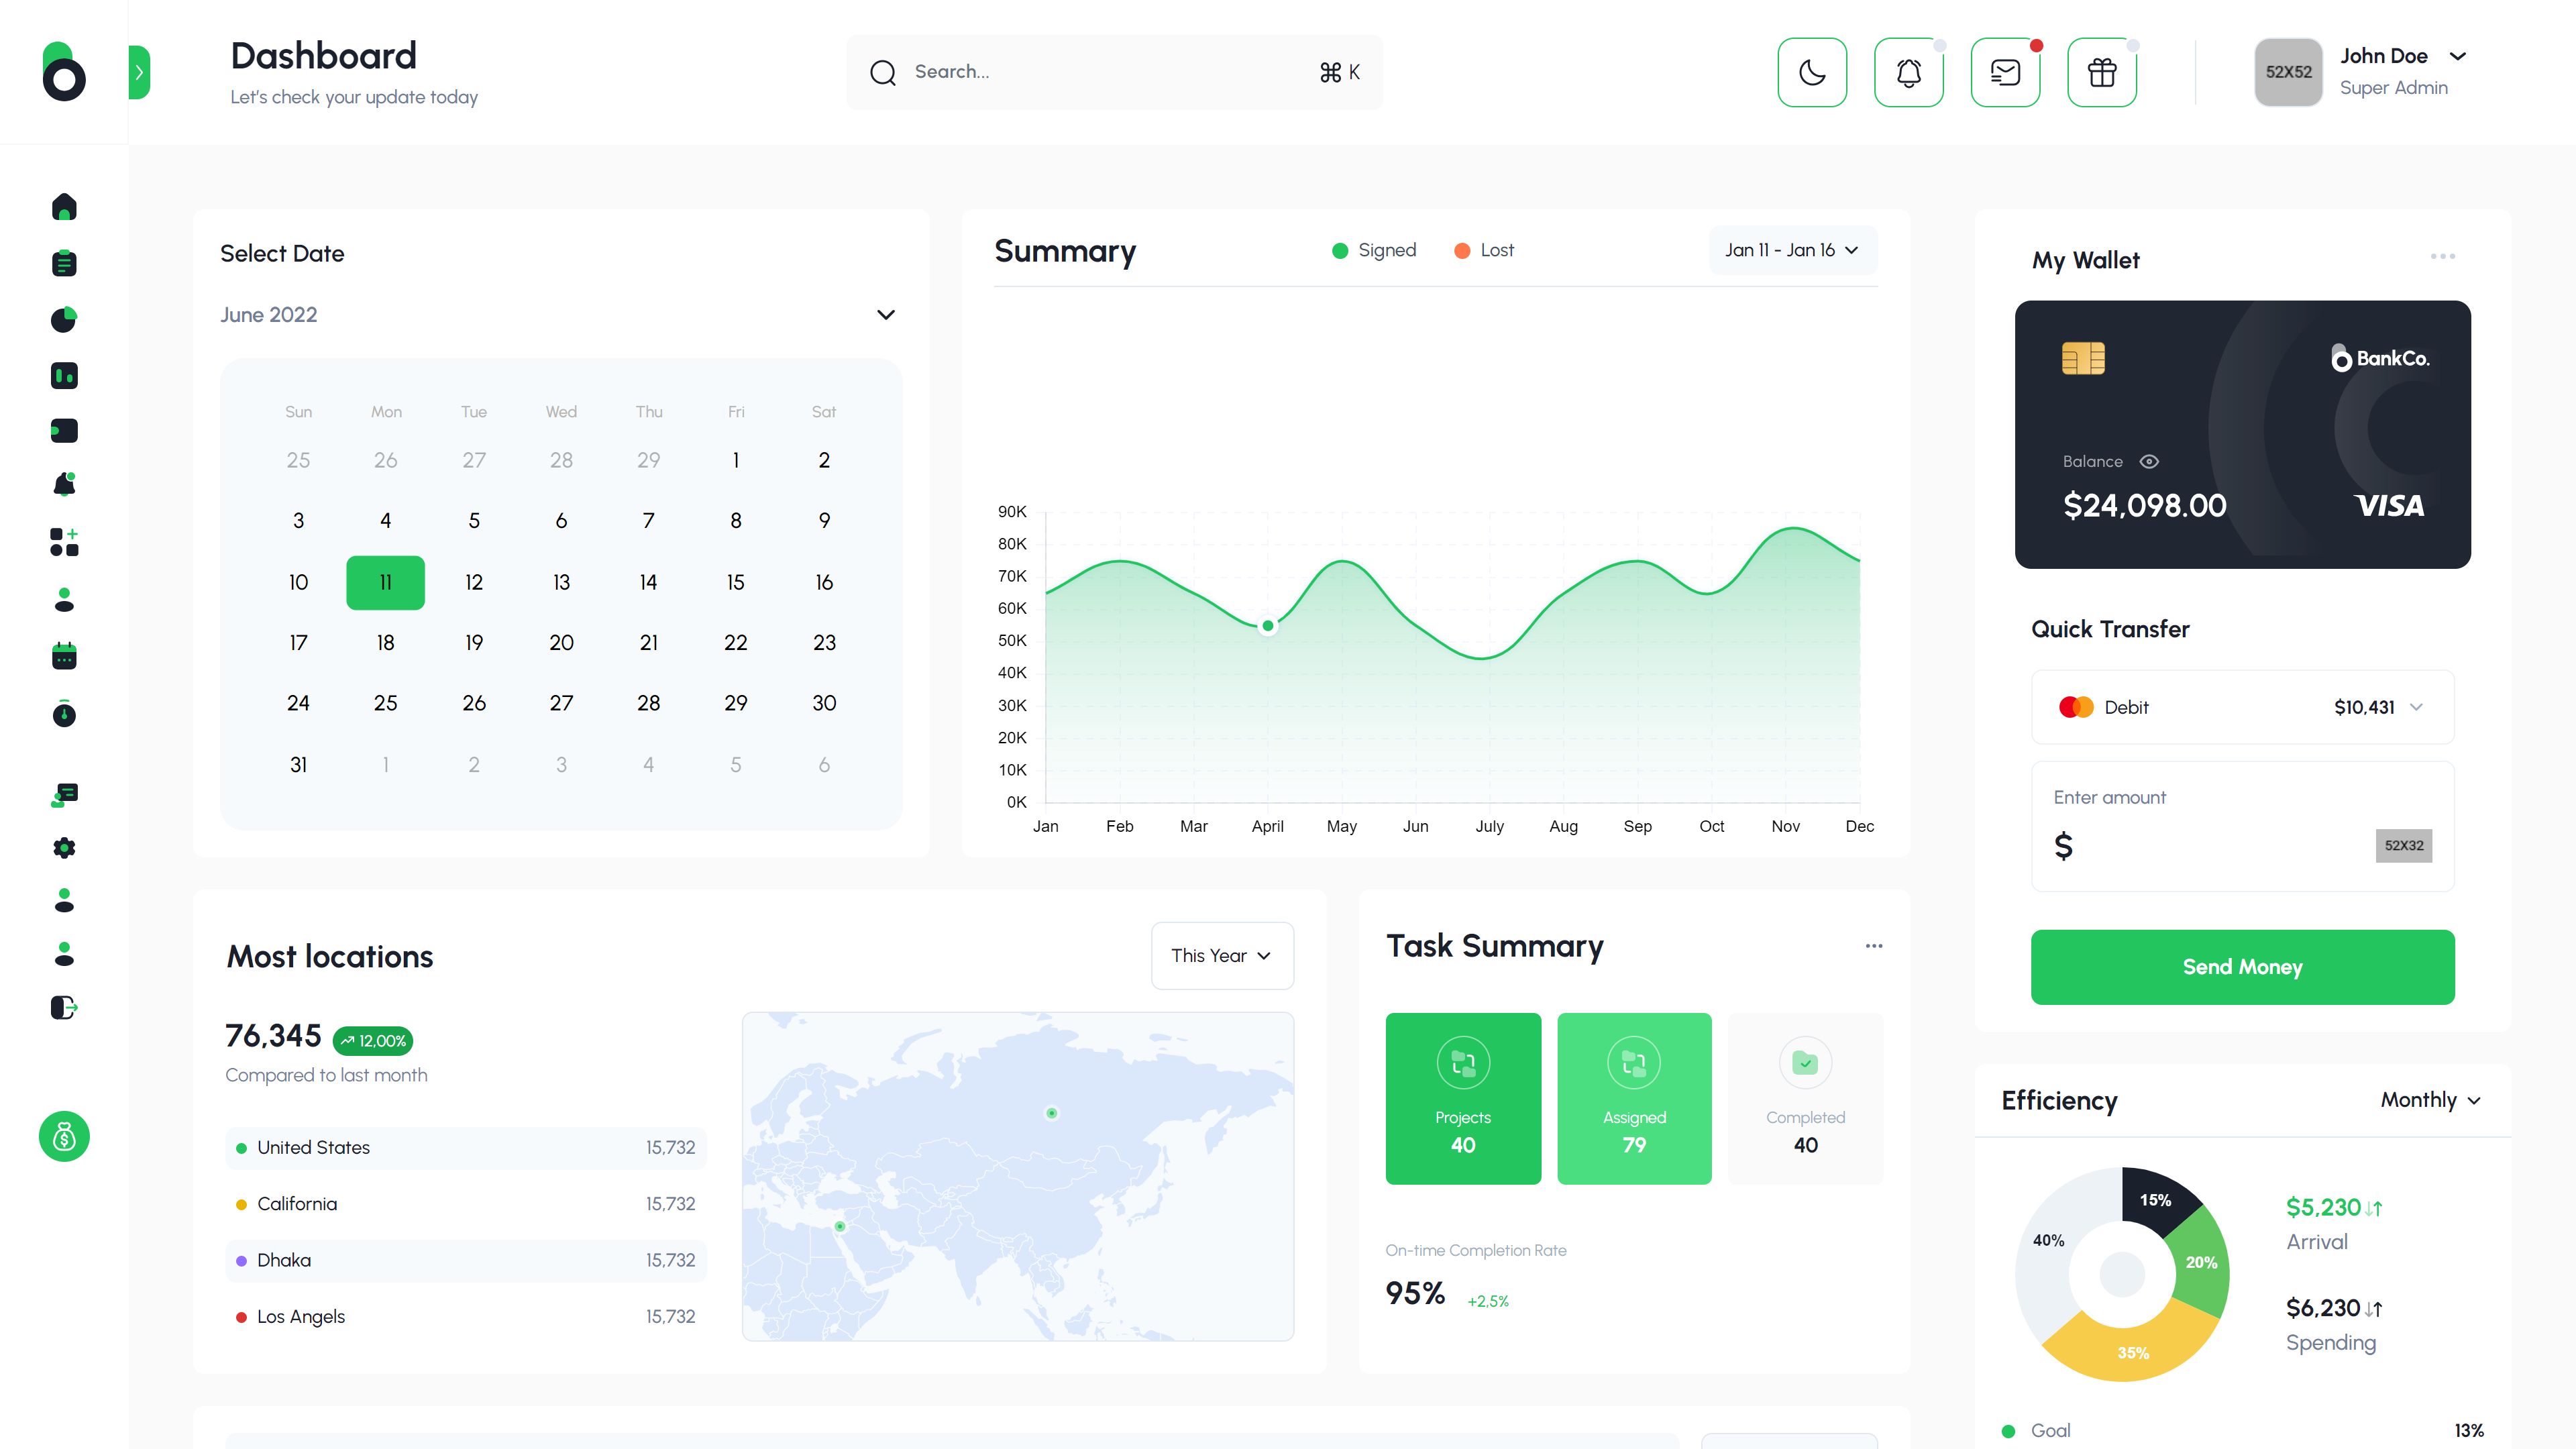 Dashboard
Let's check your update today
Search...
⌘ K
52X52
John Doe
Super Admin
Select Date
June 2022
Sun Mon Tue Wed Thu Fri Sat
25 26 27 28 29 1 2
3 4 5 6 7 8 9
10 11 12 13 14 15 16
17 18 19 20 21 22 23
24 25 26 27 28 29 30
31 1 2 3 4 5 6
Summary
Signed
Lost
Jan 11 - Jan 16
90K
80K
70K
60K
50K
40K
30K
20K
10K
0K
Jan Feb Mar April May Jun July Aug Sep Oct Nov Dec
My Wallet
BankCo.
Balance
$24,098.00
VISA
Quick Transfer
Debit
$10,431
Enter amount
$
52X32
Send Money
Most locations
This Year
76,345
12,00%
Compared to last month
United States 15,732
California 15,732
Dhaka 15,732
Los Angels 15,732
Task Summary
Projects
40
Assigned
79
Completed
40
On-time Completion Rate
95%
+2,5%
Efficiency
Monthly
15%
20%
35%
40%
$5,230
Arrival
$6,230
Spending
Goal
13%